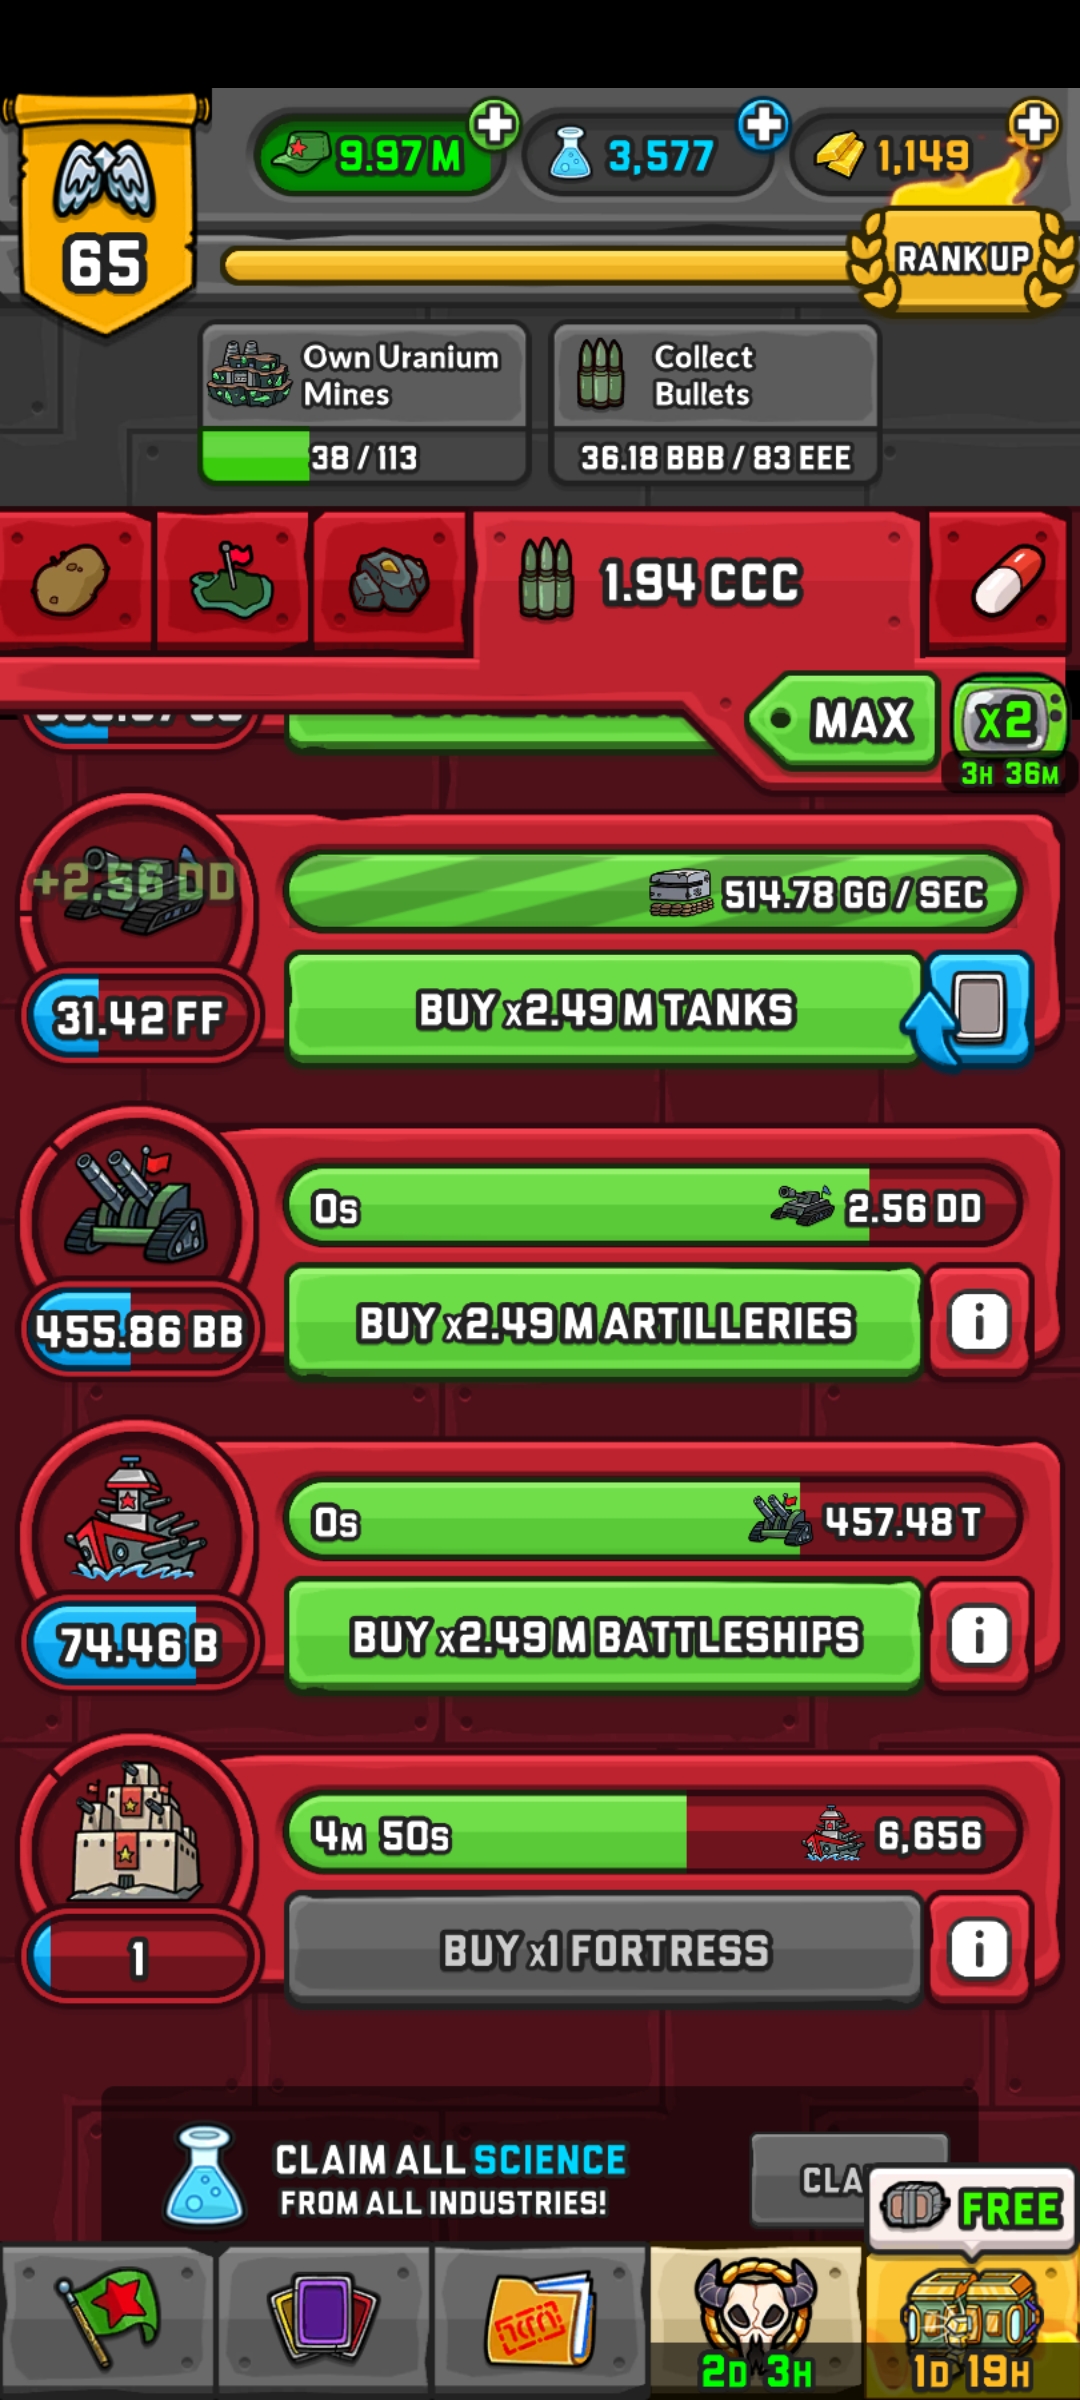 9.97 M
3,577
1,149
65
RANK UP
Own Uranium
Mines
Collect
Bullets
38 / 113
36.18 BBB / 83 EEE
1.94 CCC
MAX
x2
3H 36M
+2.56 DD
514.78 GG / SEC
31.42 FF
BUY x2.49 M TANKS
0s
2.56 DD
455.86 BB
BUY x2.49 M ARTILLERIES
i
0s
457.48 T
74.46 B
BUY x2.49 M BATTLESHIPS
i
4M 50s
6,656
1
BUY x1 FORTRESS
i
CLAIM ALL SCIENCE
FROM ALL INDUSTRIES!
CLA
FREE
2D 3H
1D 19H